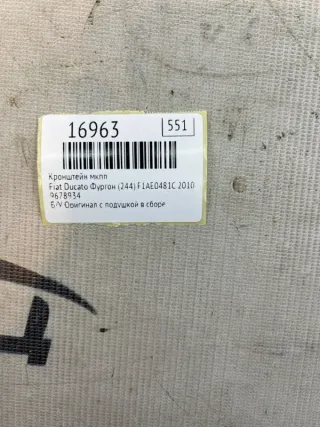 16963
551
Кронштейн мкпп
Fiat Ducato Фургон (244) F1AE0481C 2010
9678934
Б/У Оригинал с подушкой в сборе